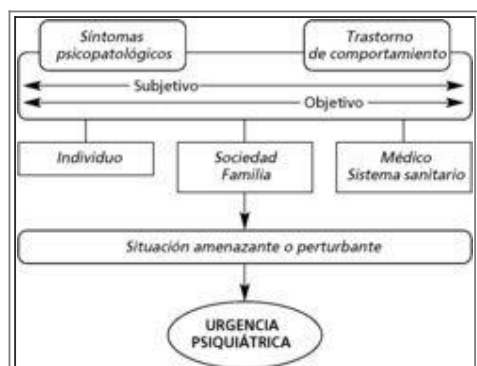 Síntomas
psicopatológicos
Trastorno
de comportamiento
Subjetivo
Objetivo
Individuo
Sociedad
Familia
Médico
Sistema sanitario
Situación amenazante o perturbante
URGENCIA
PSIQUIÁTRICA